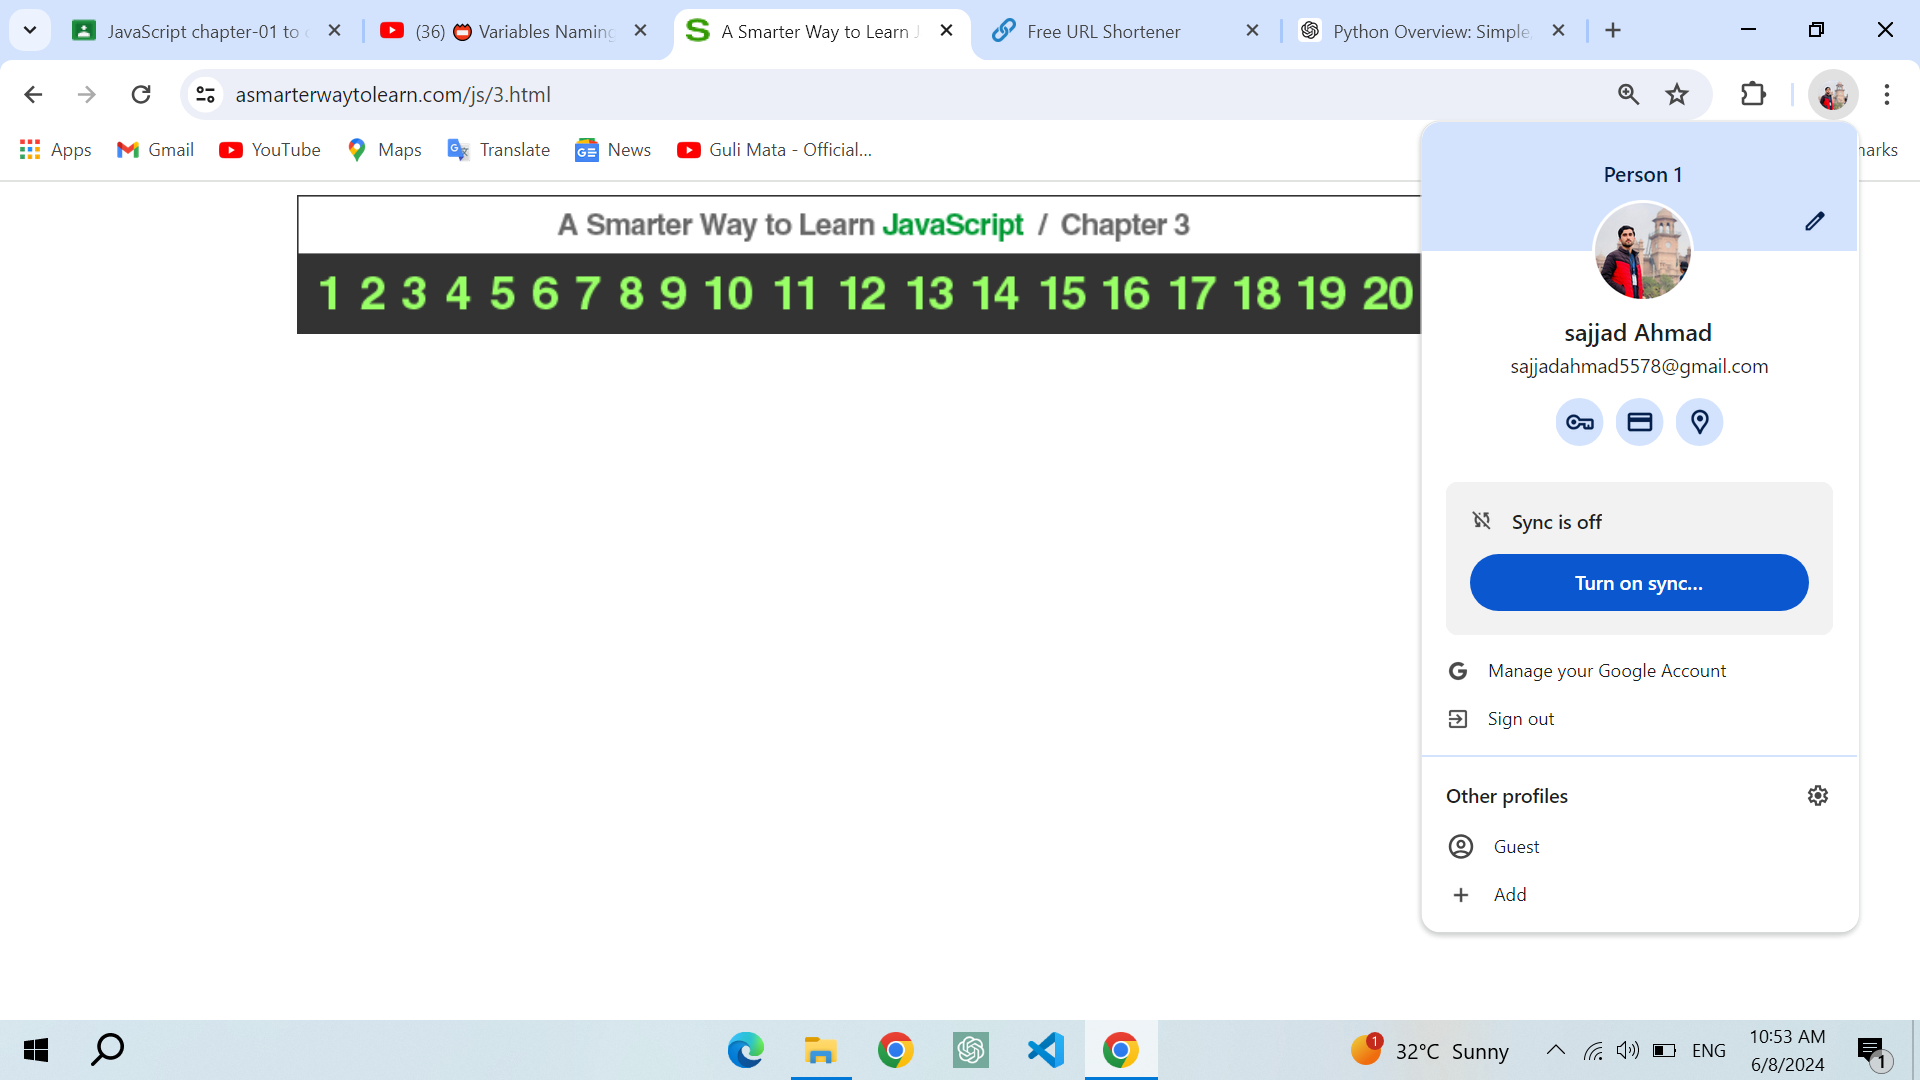 JavaScript chapter-01 to
(36) Variables Naming
A Smarter Way to Learn J
Free URL Shortener
Python Overview: Simple,
asmarterwaytolearn.com/js/3.html
Apps
Gmail
YouTube
Maps
Translate
News
Guli Mata - Official...
A Smarter Way to Learn JavaScript / Chapter 3
1 2 3 4 5 6 7 8 9 10 11 12 13 14 15 16 17 18 19 20
Person 1
sajjad Ahmad
sajjadahmad5578@gmail.com
Sync is off
Turn on sync...
Manage your Google Account
Sign out
Other profiles
Guest
Add
1
32°C Sunny
ENG
10:53 AM
6/8/2024
1